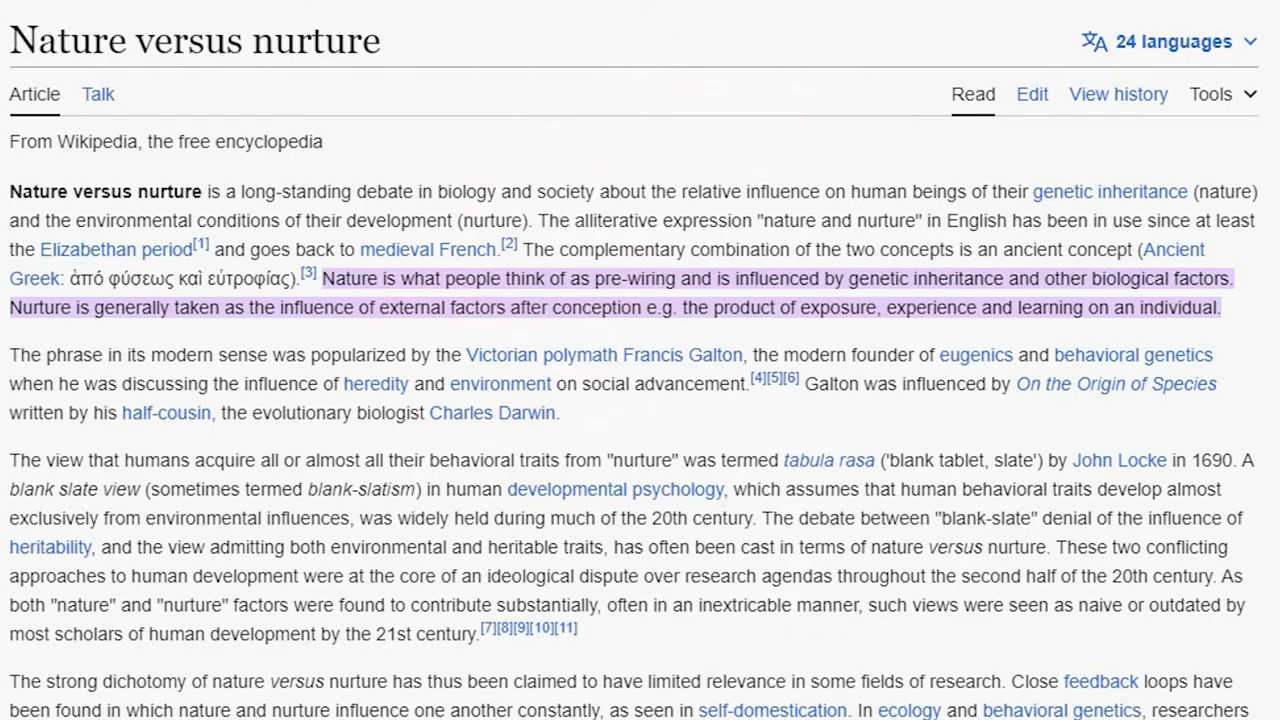 Nature versus nurture
24 languages
Article Talk Read Edit View history Tools
From Wikipedia, the free encyclopedia
Nature versus nurture is a long-standing debate in biology and society about the relative influence on human beings of their genetic inheritance (nature)
and the environmental conditions of their development (nurture). The alliterative expression "nature and nurture" in English has been in use since at least
the Elizabethan period[1] and goes back to medieval French.[2] The complementary combination of the two concepts is an ancient concept (Ancient
Greek: ἁπό φύσεως καὶ εὐτροφίας).[3] Nature is what people think of as pre-wiring and is influenced by genetic inheritance and other biological factors.
Nurture is generally taken as the influence of external factors after conception e.g. the product of exposure, experience and learning on an individual.
The phrase in its modern sense was popularized by the Victorian polymath Francis Galton, the modern founder of eugenics and behavioral genetics
when he was discussing the influence of heredity and environment on social advancement.[4][5][6] Galton was influenced by On the Origin of Species
written by his half-cousin, the evolutionary biologist Charles Darwin.
The view that humans acquire all or almost all their behavioral traits from "nurture" was termed tabula rasa ('blank tablet, slate') by John Locke in 1690. A
blank slate view (sometimes termed blank-slatism) in human developmental psychology, which assumes that human behavioral traits develop almost
exclusively from environmental influences, was widely held during much of the 20th century. The debate between "blank-slate" denial of the influence of
heritability, and the view admitting both environmental and heritable traits, has often been cast in terms of nature versus nurture. These two conflicting
approaches to human development were at the core of an ideological dispute over research agendas throughout the second half of the 20th century. As
both "nature" and "nurture" factors were found to contribute substantially, often in an inextricable manner, such views were seen as naive or outdated by
most scholars of human development by the 21st century.[7][8][9][10][11]
The strong dichotomy of nature versus nurture has thus been claimed to have limited relevance in some fields of research. Close feedback loops have
been found in which nature and nurture influence one another constantly, as seen in self-domestication. In ecology and behavioral genetics, researchers